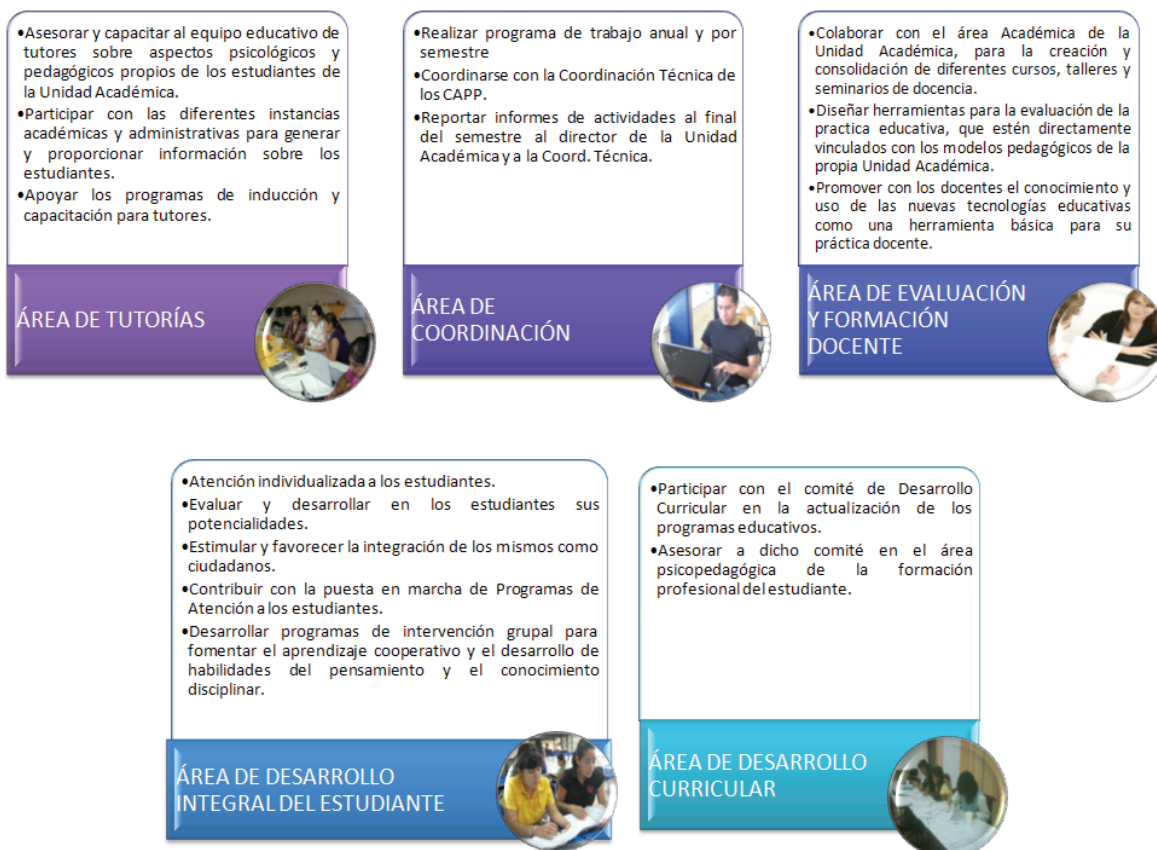 •Asesorar y capacitar al equipo educativo de
tutores sobre aspectos psicológicos y
pedagógicos propios de los estudiantes de
la Unidad Académica.
•Participar con las diferentes instancias
académicas y administrativas para generar
y proporcionar información sobre los
estudiantes.
•Apoyar los programas de inducción y
capacitación para tutores.
ÁREA DE TUTORÍAS
•Realizar programa de trabajo anual y por
semestre
•Coordinarse con la Coordinación Técnica de
los CAPP.
•Reportar informes de actividades al final
del semestre al director de la Unidad
Académica y a la Coord. Técnica.
ÁREA DE
COORDINACIÓN
•Colaborar con el área Académica de la
Unidad Académica, para la creación y
consolidación de diferentes cursos, talleres y
seminarios de docencia.
•Diseñar herramientas para la evaluación de la
practica educativa, que estén directamente
vinculados con los modelos pedagógicos de la
propia Unidad Académica.
•Promover con los docentes el conocimiento y
uso de las nuevas tecnologías educativas
como una herramienta básica para su
práctica docente.
ÁREA DE EVALUACIÓN
Y FORMACIÓN
DOCENTE
•Atención individualizada a los estudiantes.
•Evaluar y desarrollar en los estudiantes sus
potencialidades.
•Estimular y favorecer la integración de los mismos como
ciudadanos.
•Contribuir con la puesta en marcha de Programas de
Atención a los estudiantes.
•Desarrollar programas de intervención grupal para
fomentar el aprendizaje cooperativo y el desarrollo de
habilidades del pensamiento y el conocimiento
disciplinar.
ÁREA DE DESARROLLO
INTEGRAL DEL ESTUDIANTE
•Participar con el comité de Desarrollo
Curricular en la actualización de los
programas educativos.
•Asesorar a dicho comité en el área
psicopedagógica de la formación
profesional del estudiante.
ÁREA DE DESARROLLO
CURRICULAR